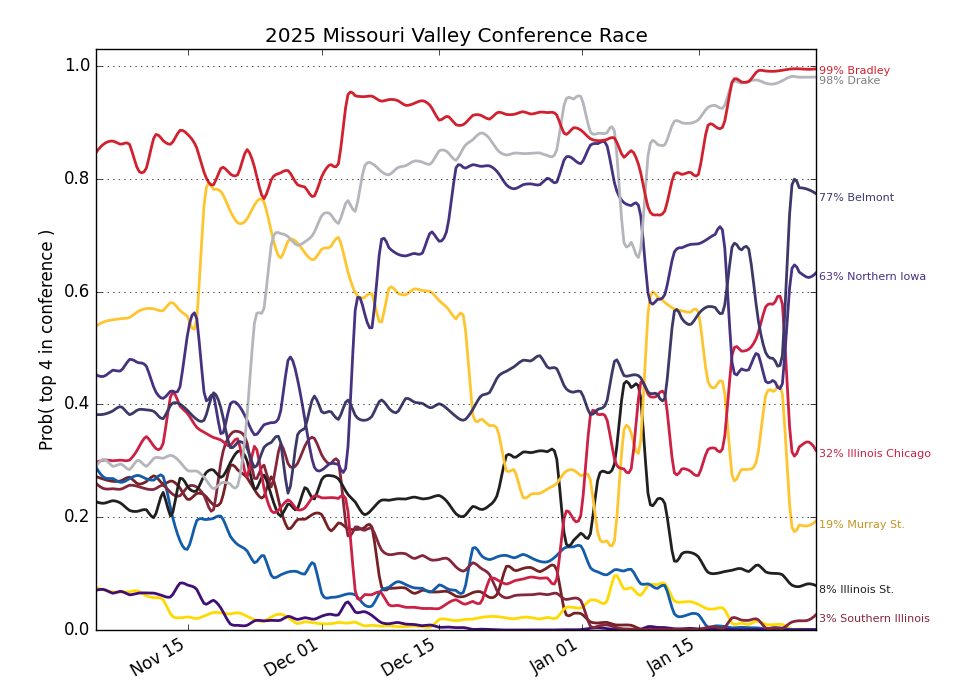 2025 Missouri Valley Conference Race
Prob( top 4 in conference )
1.0
0.8
0.6
0.4
0.2
0.0
Nov 15
Dec 01
Dec 15
Jan 01
Jan 15
99% Bradley
98% Drake
77% Belmont
63% Northern Iowa
32% Illinois Chicago
19% Murray St.
8% Illinois St.
3% Southern Illinois